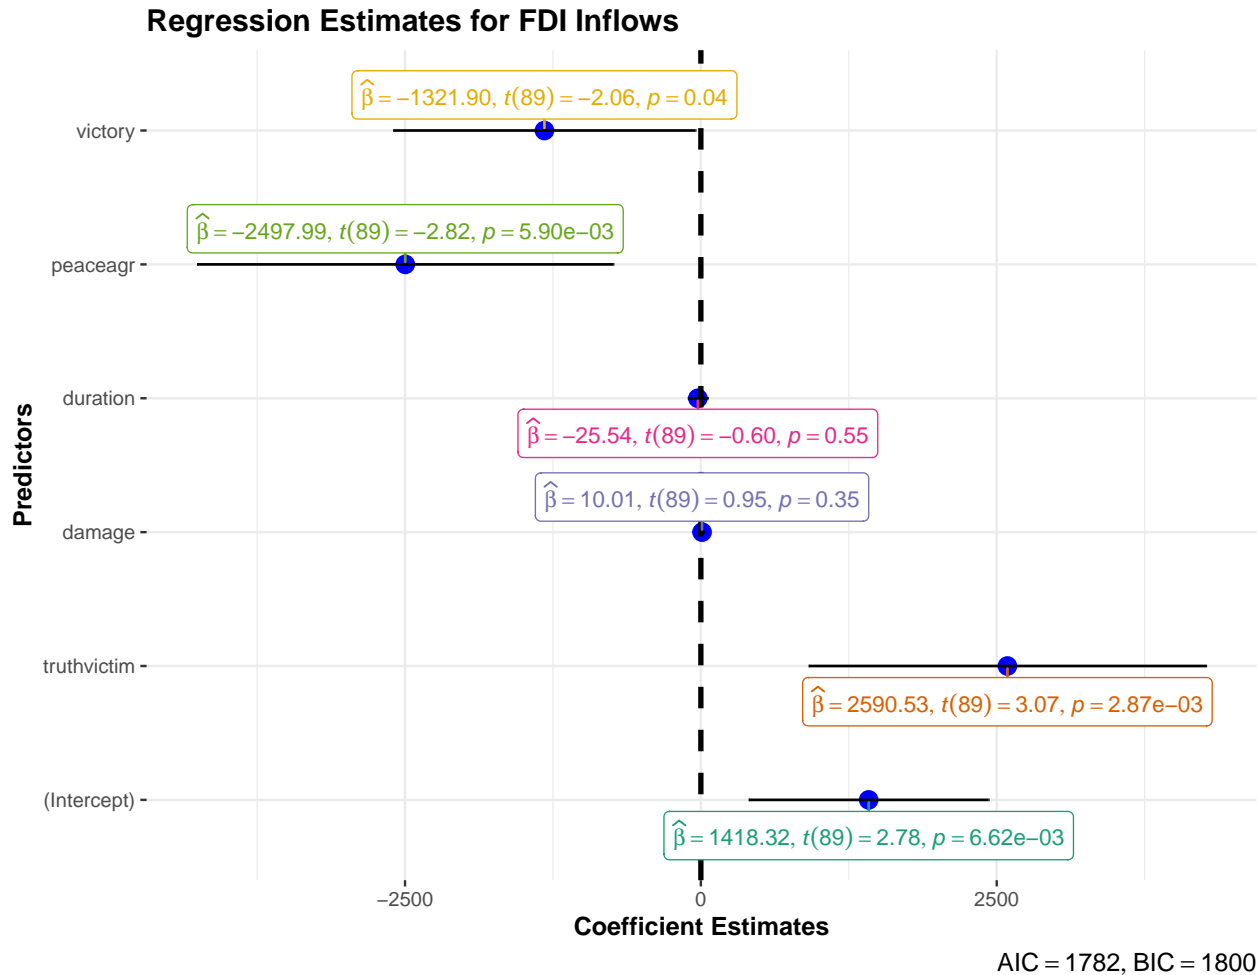 Regression Estimates for FDI Inflows
β̂ = −1321.90, t(89) = −2.06, p = 0.04
victory
β̂ = −2497.99, t(89) = −2.82, p = 5.90e−03
peaceagr
duration
β̂ = −25.54, t(89) = −0.60, p = 0.55
β̂ = 10.01, t(89) = 0.95, p = 0.35
damage
truthvictim
β̂ = 2590.53, t(89) = 3.07, p = 2.87e−03
(Intercept)
β̂ = 1418.32, t(89) = 2.78, p = 6.62e−03
Predictors
−2500 0 2500
Coefficient Estimates
AIC = 1782, BIC = 1800